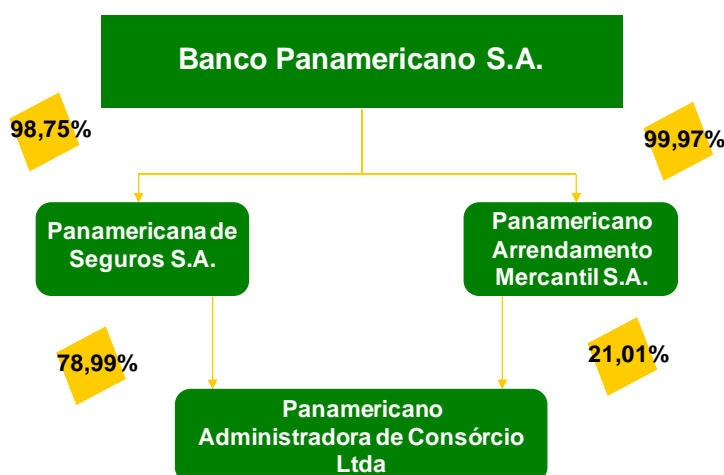 Banco Panamericano S.A.
98,75%
99,97%
Panamericana de
Seguros S.A.
Panamericano
Arrendamento
Mercantil S.A.
78,99%
21,01%
Panamericano
Administradora de Consórcio
Ltda